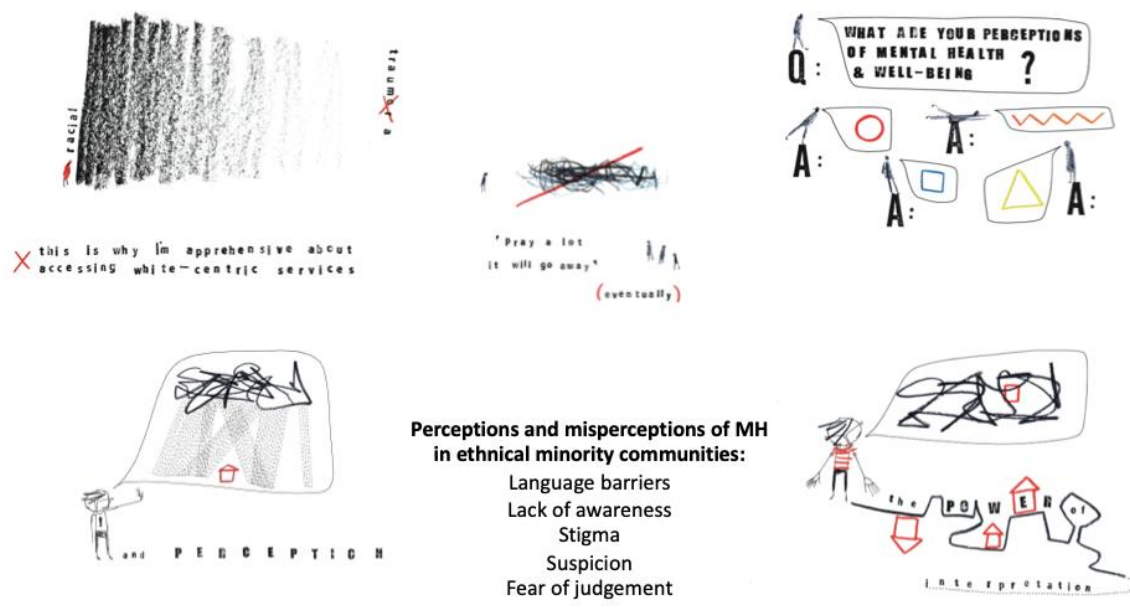 racial
trauma
this is why I'm apprehensive about
accessing white-centric services
"Pray a lot
it will go away"
(eventually)
Q:
WHAT ARE YOUR PERCEPTIONS
OF MENTAL HEALTH
& WELL-BEING ?
A:
A:
A:
A:
and PERCEPTION
Perceptions and misperceptions of MH
in ethnical minority communities:
Language barriers
Lack of awareness
Stigma
Suspicion
Fear of judgement
the POWER of
interpretation